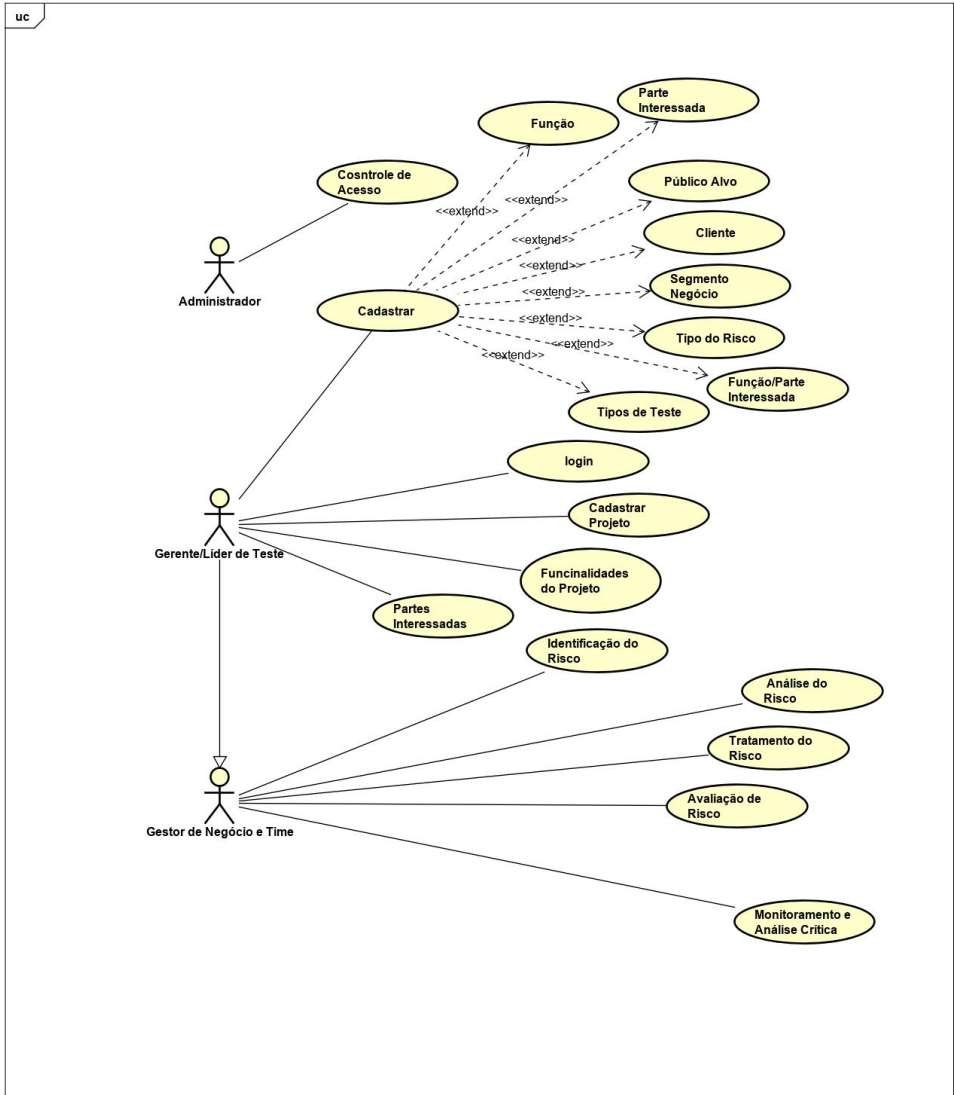 uc
Parte
Interessada
Função
Cosntrole de
Acesso
Público Alvo
<<extend>>
<<extend>>
Cliente
<<extend>>
<<extend>>
Segmento
Negócio
<<extend>>
Administrador
Cadastrar
<<extend>>
Tipo do Risco
<<extend>>
<<extend>>
Função/Parte
Interessada
Tipos de Teste
login
Cadastrar
Projeto
Gerente/Líder de Teste
Funcinalidades
do Projeto
Partes
Interessadas
Identificação do
Risco
Análise do
Risco
Tratamento do
Risco
Avaliação de
Risco
Gestor de Negócio e Time
Monitoramento e
Análise Crítica